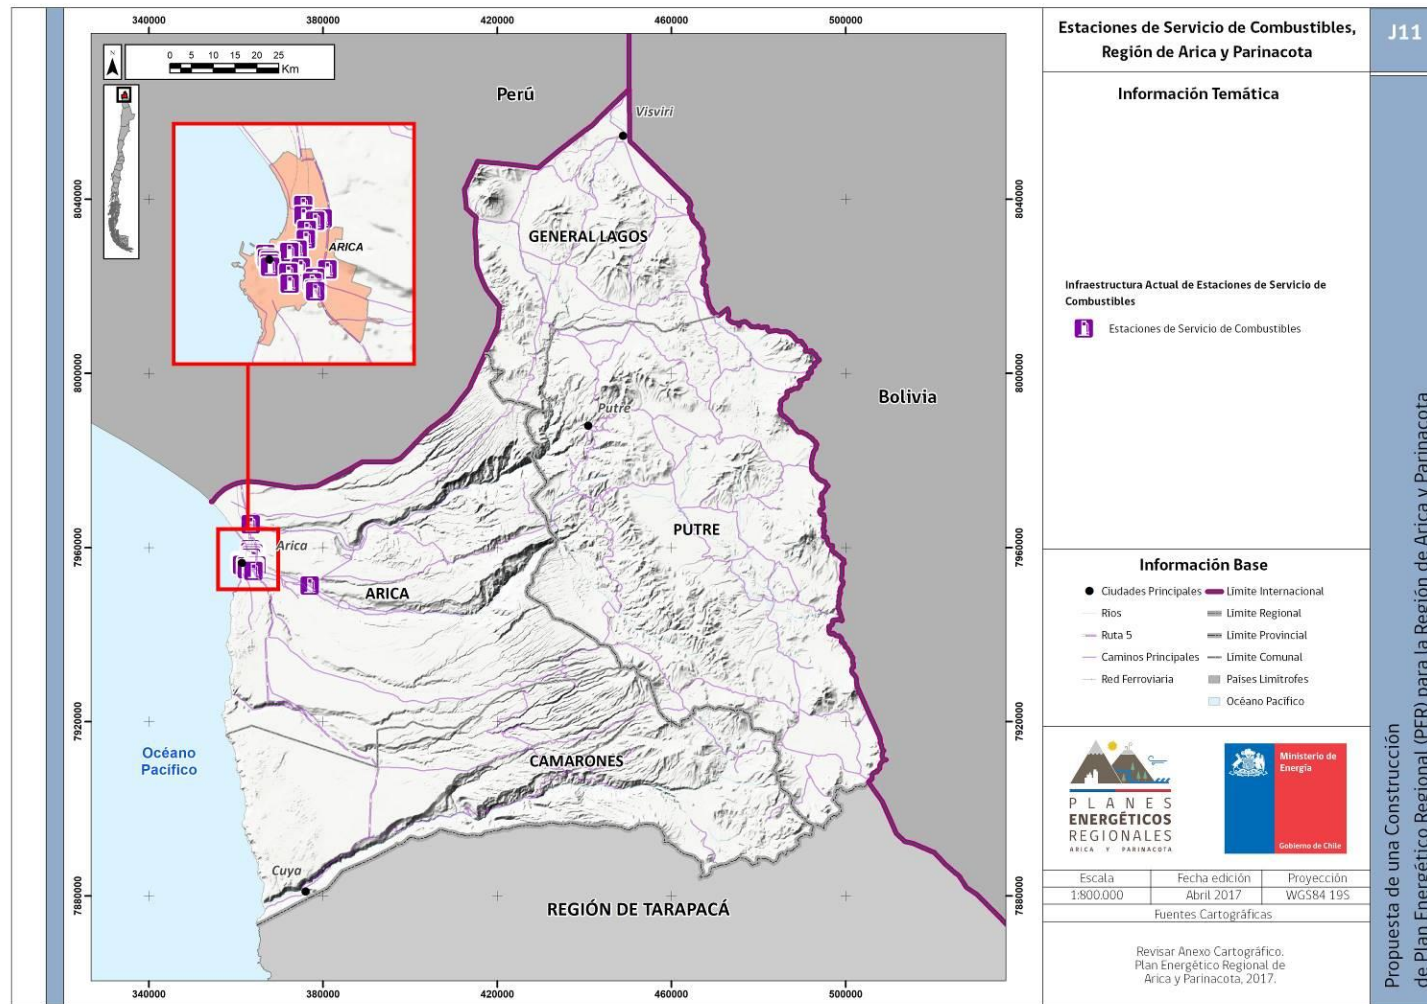 340000
380000
420000
460000
500000
N
0 5 10 15 20 25
Km
Perú
Visviri
8040000
8040000
ARICA
GENERAL LAGOS
8000000
8000000
Bolivia
Putre
PUTRE
7960000
7960000
Arica
ARICA
7920000
7920000
Océano
Pacífico
CAMARONES
Cuya
7880000
7880000
REGIÓN DE TARAPACÁ
340000
380000
420000
460000
500000
Estaciones de Servicio de Combustibles,
Región de Arica y Parinacota
J11
Información Temática
Infraestructura Actual de Estaciones de Servicio de
Combustibles
Estaciones de Servicio de Combustibles
Información Base
Ciudades Principales
Límite Internacional
Ríos
Límite Regional
Ruta 5
Límite Provincial
Caminos Principales
Límite Comunal
Red Ferroviaria
Países Limítrofes
Océano Pacífico
PLANES
ENERGÉTICOS
REGIONALES
ARICA Y PARINACOTA
Ministerio de
Energía
Gobierno de Chile
Escala
Fecha edición
Proyección
1:800.000
Abril 2017
WGS84 19S
Fuentes Cartográficas
Revisar Anexo Cartográfico.
Plan Energético Regional de
Arica y Parinacota, 2017.
Propuesta de una Construcción
de Plan Energético Regional (PER) para la Región de Arica y Parinacota